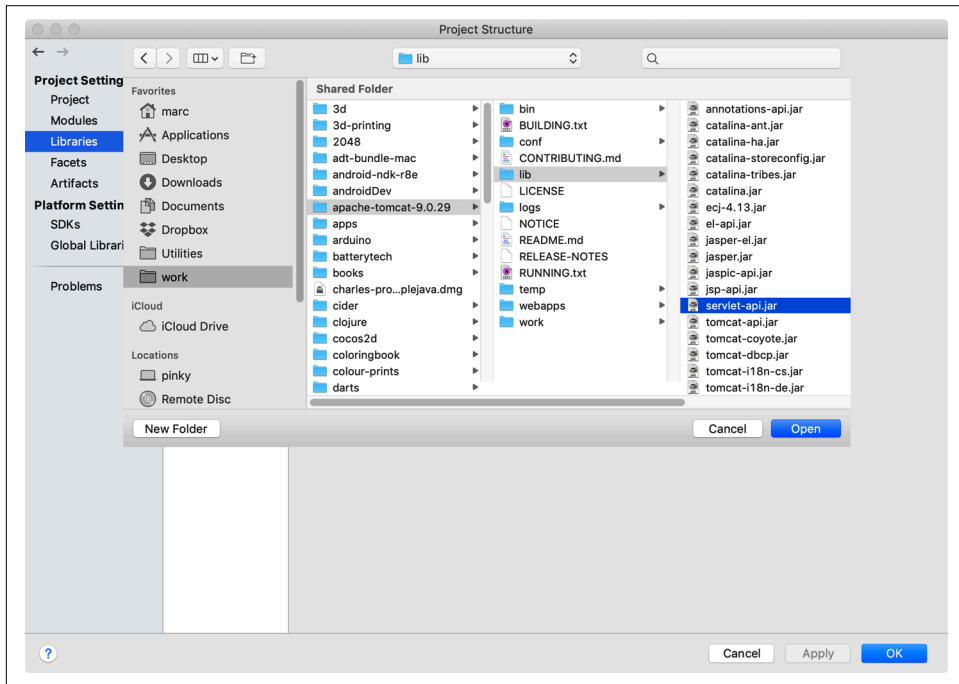 Project Structure
lib
Project Setting
Project
Modules
Libraries
Facets
Artifacts
Platform Settin
SDKs
Global Librari
Problems
Favorites
marc
Applications
Desktop
Downloads
Documents
Dropbox
Utilities
work
iCloud
iCloud Drive
Locations
pinky
Remote Disc
Shared Folder
3d
3d-printing
2048
adt-bundle-mac
android-ndk-r8e
androidDev
apache-tomcat-9.0.29
apps
arduino
batterytech
books
charles-pro...plejava.dmg
cider
clojure
cocos2d
coloringbook
colour-prints
darts
bin
BUILDING.txt
conf
CONTRIBUTING.md
lib
LICENSE
logs
NOTICE
README.md
RELEASE-NOTES
RUNNING.txt
temp
webapps
work
annotations-api.jar
catalina-ant.jar
catalina-ha.jar
catalina-storeconfig.jar
catalina-tribes.jar
catalina.jar
ecj-4.13.jar
el-api.jar
jasper-el.jar
jasper.jar
jaspic-api.jar
jsp-api.jar
servlet-api.jar
tomcat-api.jar
tomcat-coyote.jar
tomcat-dbcp.jar
tomcat-i18n-cs.jar
tomcat-i18n-de.jar
New Folder
Cancel
Open
?
Cancel
Apply
OK